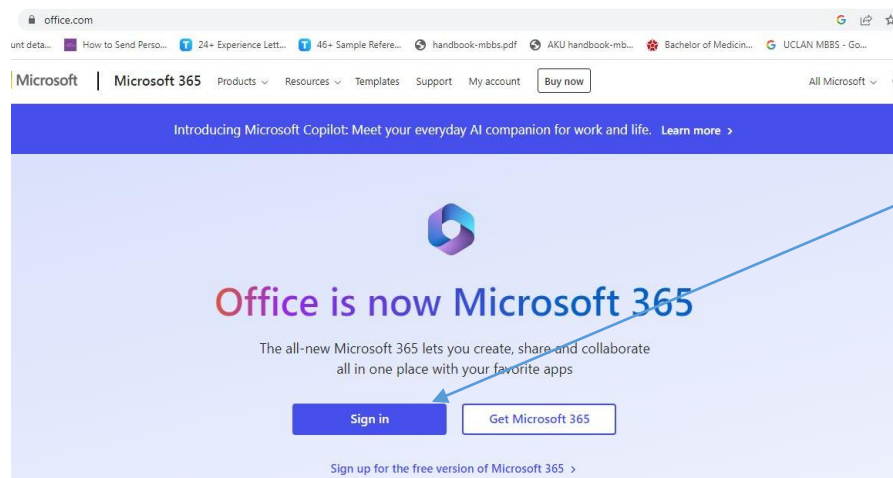 office.com
unt deta... How to Send Perso... 24+ Experience Lett... 46+ Sample Refere... handbook-mbbs.pdf AKU handbook-mb... Bachelor of Medicin... UCLAN MBBS - Go...
Microsoft Microsoft 365 Products Resources Templates Support My account Buy now All Microsoft
Introducing Microsoft Copilot: Meet your everyday AI companion for work and life. Learn more >
Office is now Microsoft 365
The all-new Microsoft 365 lets you create, share and collaborate
all in one place with your favorite apps
Sign in Get Microsoft 365
Sign up for the free version of Microsoft 365 >